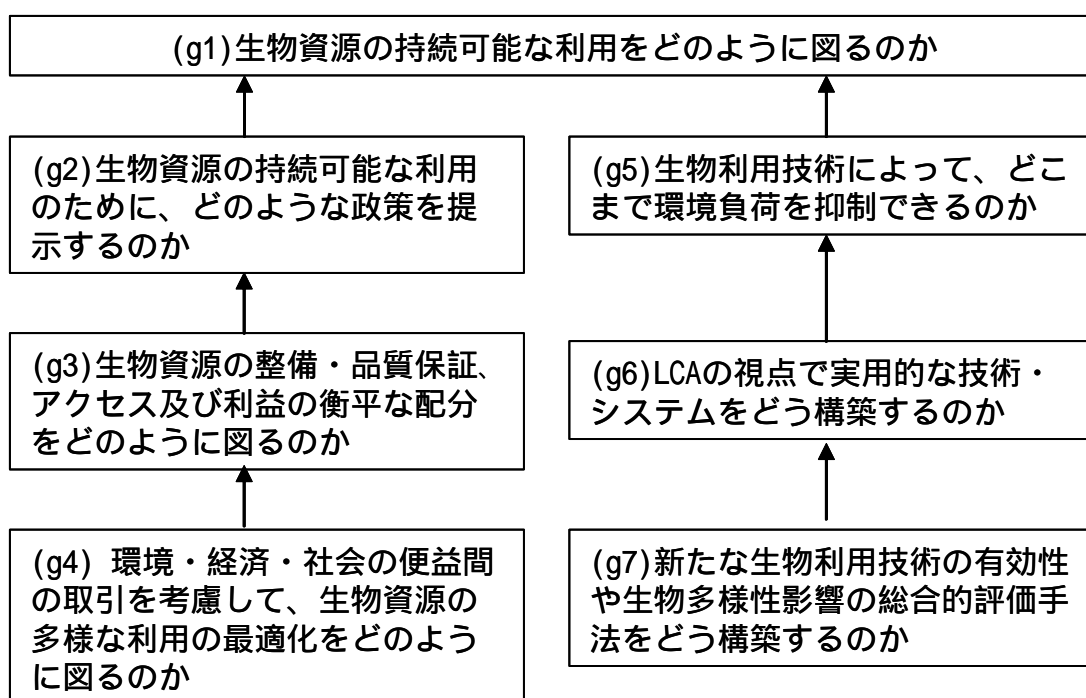 (g1)生物資源の持続可能な利用をどのように図るのか
(g2)生物資源の持続可能な利用
のために、どのような政策を提
示するのか
(g5)生物利用技術によって、どこ
まで環境負荷を抑制できるのか
(g3)生物資源の整備・品質保証、
アクセス及び利益の衡平な配分
をどのように図るのか
(g6)LCAの視点で実用的な技術・
システムをどう構築するのか
(g4) 環境・経済・社会の便益間
の取引を考慮して、生物資源の
多様な利用の最適化をどのよう
に図るのか
(g7)新たな生物利用技術の有効性
や生物多様性影響の総合的評価手
法をどう構築するのか